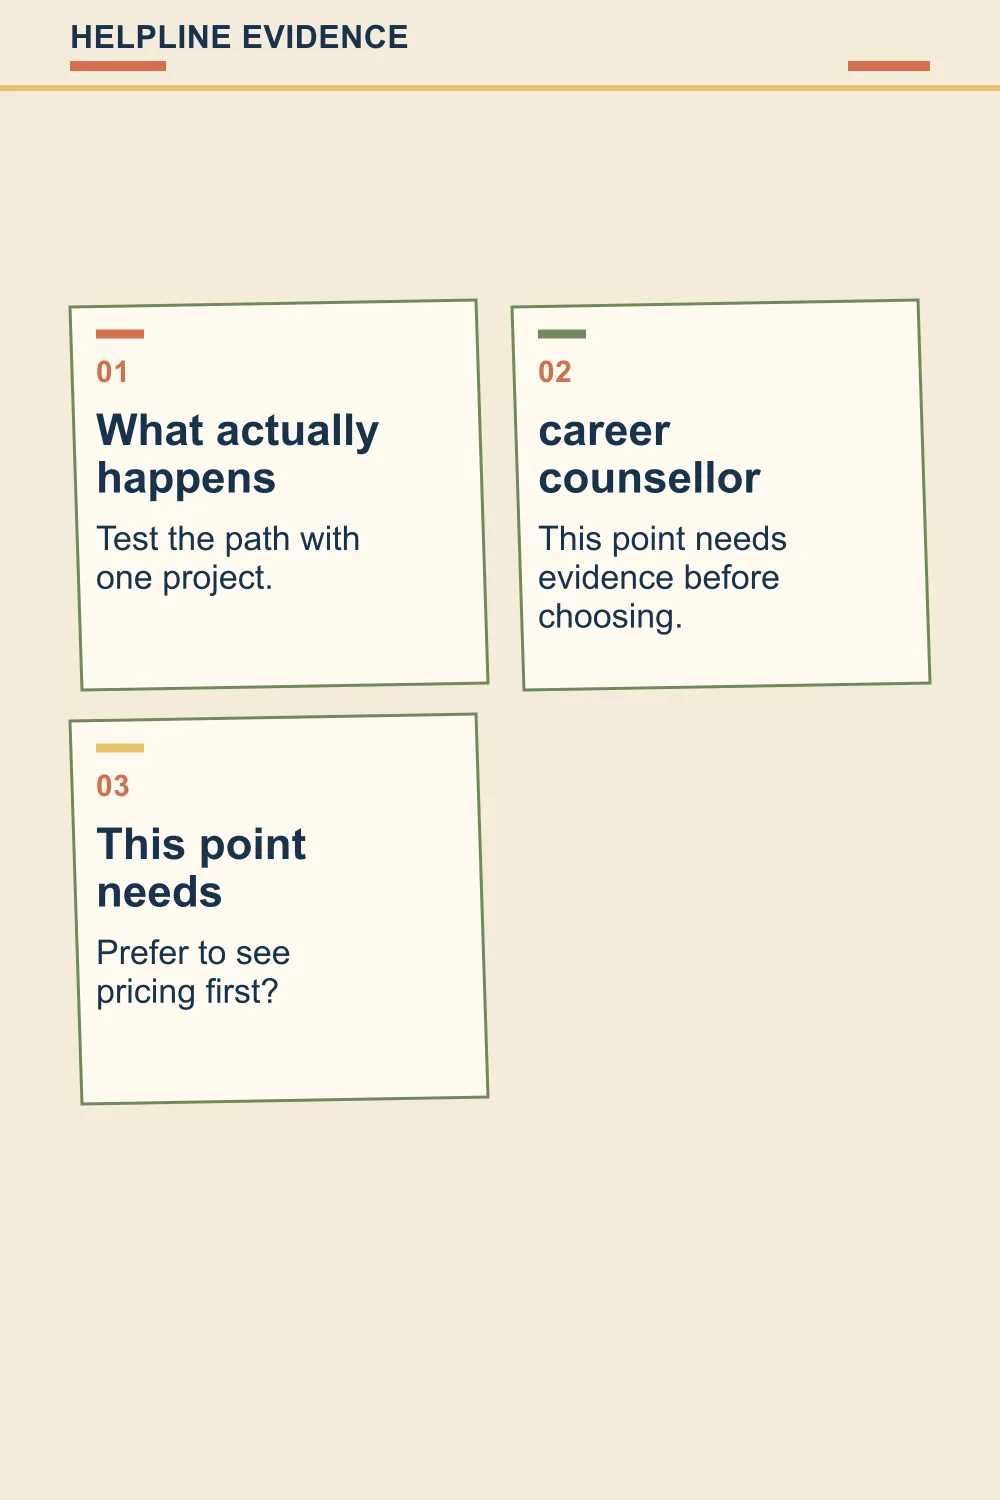 HELPLINE EVIDENCE
01
What actually
happens
Test the path with
one project.
02
career
counsellor
This point needs
evidence before
choosing.
03
This point
needs
Prefer to see
pricing first?